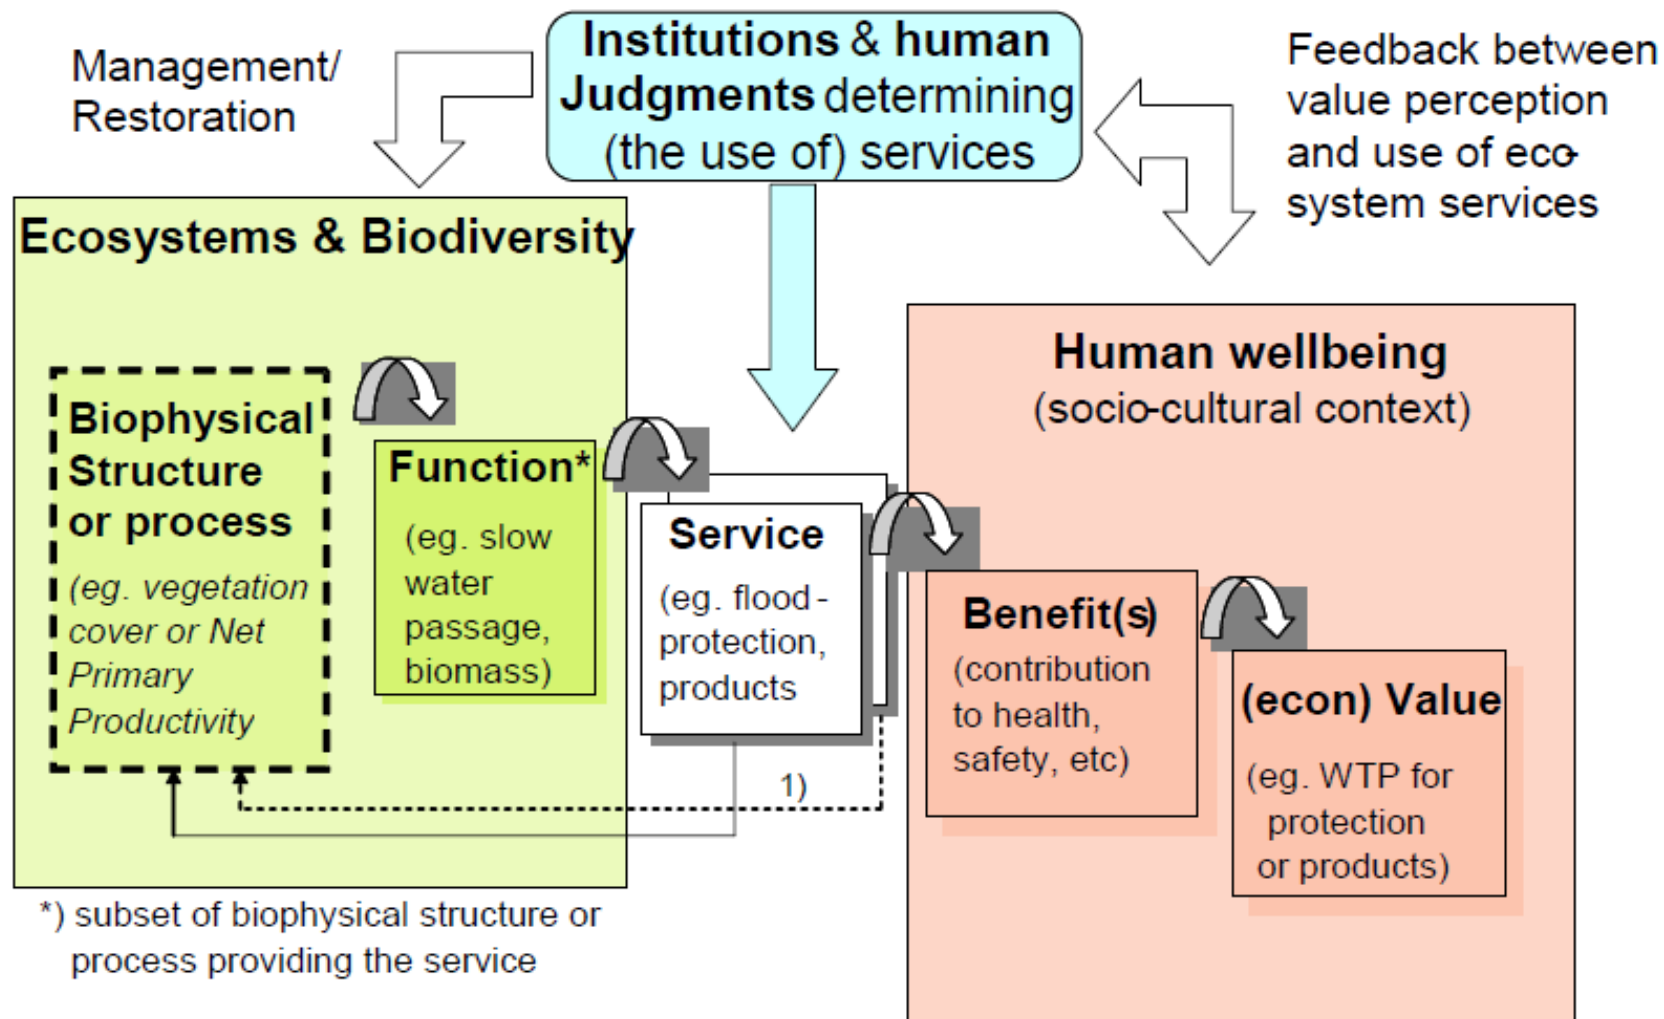 Management/
Restoration
Institutions & human
Judgments determining
(the use of) services
Feedback between
value perception
and use of eco-
system services
Ecosystems & Biodiversity
Biophysical
Structure
or process
(eg. vegetation
cover or Net
Primary
Productivity
Function*
(eg. slow
water
passage,
biomass)
Service
(eg. flood-
protection,
products
1)
Human wellbeing
(socio-cultural context)
Benefit(s)
(contribution
to health,
safety, etc)
(econ) Value
(eg. WTP for
protection
or products)
*) subset of biophysical structure or
process providing the service